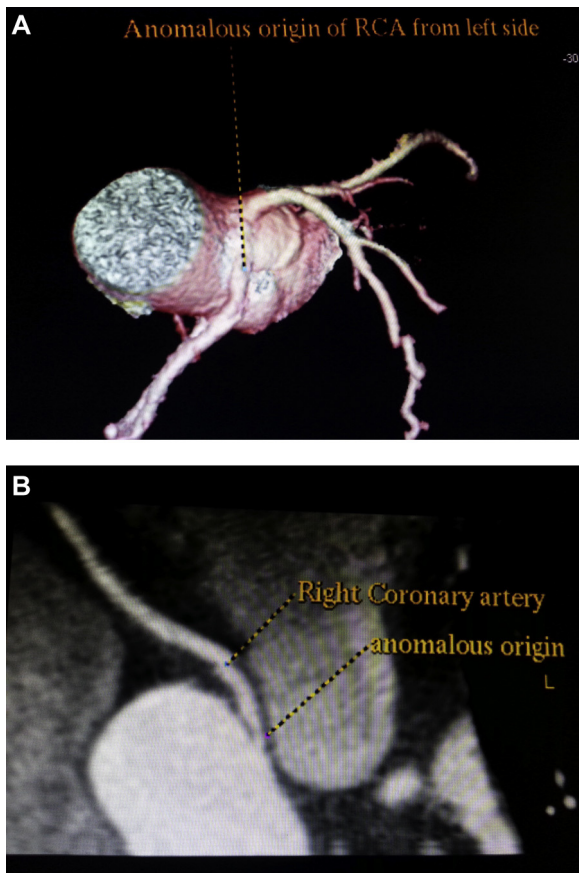 A
Anomalous origin of RCA from left side
-30
B
Right Coronary artery
anomalous origin
L